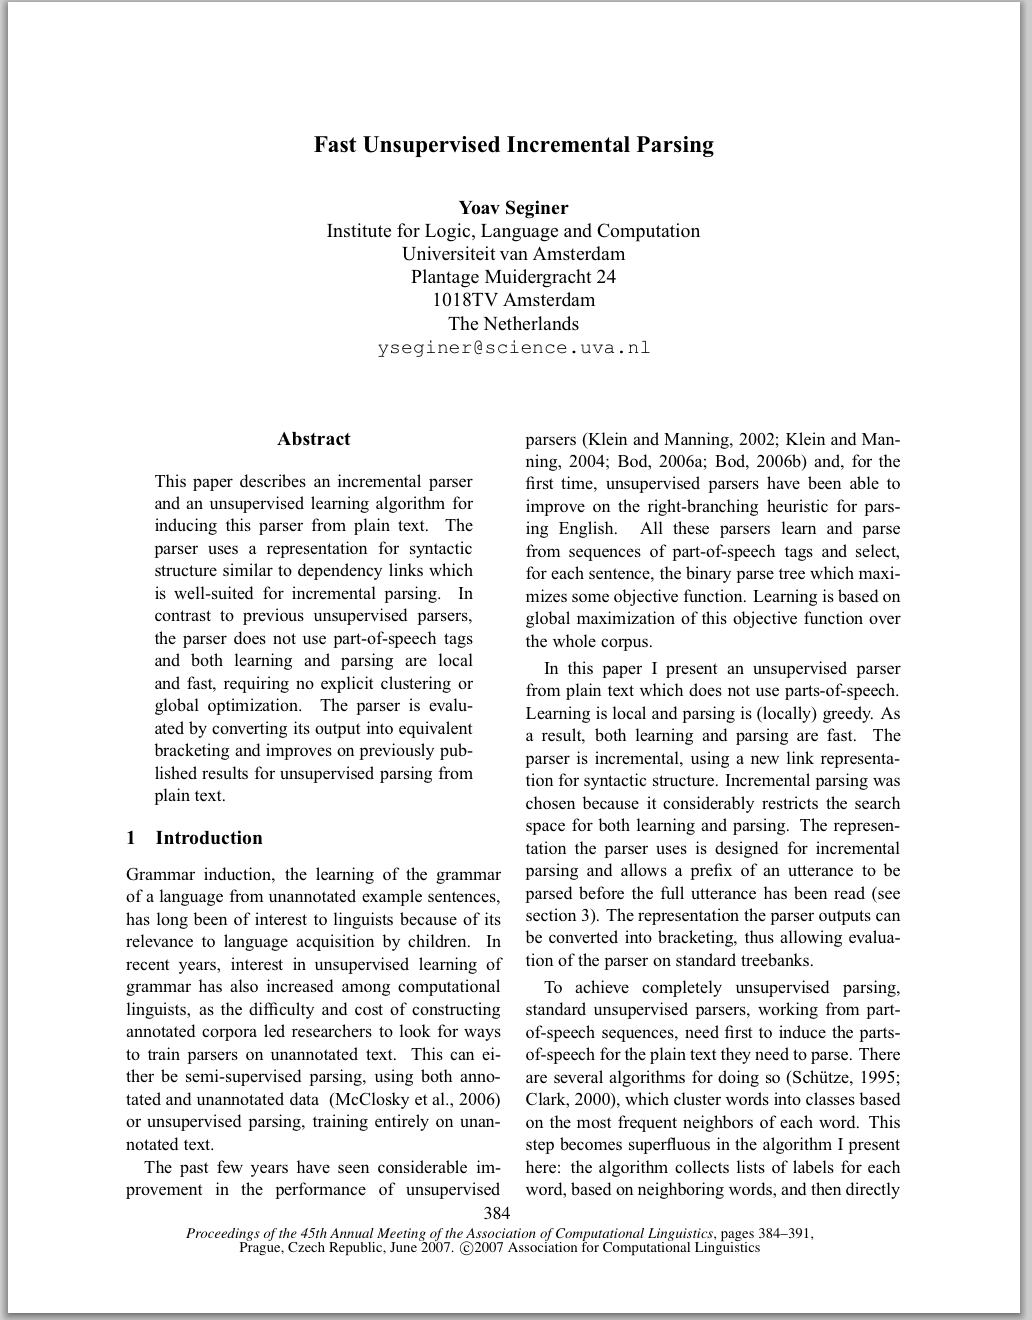 Fast Unsupervised Incremental Parsing
Yoav Seginer
Institute for Logic, Language and Computation
Universiteit van Amsterdam
Plantage Muidergracht 24
1018TV Amsterdam
The Netherlands
yseginer@science.uva.nl
Abstract
This paper describes an incremental parser
and an unsupervised learning algorithm for
inducing this parser from plain text. The
parser uses a representation for syntactic
structure similar to dependency links which
is well-suited for incremental parsing. In
contrast to previous unsupervised parsers,
the parser does not use part-of-speech tags
and both learning and parsing are local
and fast, requiring no explicit clustering or
global optimization. The parser is evalu-
ated by converting its output into equivalent
bracketing and improves on previously pub-
lished results for unsupervised parsing from
plain text.
1 Introduction
Grammar induction, the learning of the grammar
of a language from unannotated example sentences,
has long been of interest to linguists because of its
relevance to language acquisition by children. In
recent years, interest in unsupervised learning of
grammar has also increased among computational
linguists, as the difficulty and cost of constructing
annotated corpora led researchers to look for ways
to train parsers on unannotated text. This can ei-
ther be semi-supervised parsing, using both anno-
tated and unannotated data (McClosky et al., 2006)
or unsupervised parsing, training entirely on unan-
notated text.
The past few years have seen considerable im-
provement in the performance of unsupervised
parsers (Klein and Manning, 2002; Klein and Man-
ning, 2004; Bod, 2006a; Bod, 2006b) and, for the
first time, unsupervised parsers have been able to
improve on the right-branching heuristic for pars-
ing English. All these parsers learn and parse
from sequences of part-of-speech tags and select,
for each sentence, the binary parse tree which maxi-
mizes some objective function. Learning is based on
global maximization of this objective function over
the whole corpus.
In this paper I present an unsupervised parser
from plain text which does not use parts-of-speech.
Learning is local and parsing is (locally) greedy. As
a result, both learning and parsing are fast. The
parser is incremental, using a new link representa-
tion for syntactic structure. Incremental parsing was
chosen because it considerably restricts the search
space for both learning and parsing. The represen-
tation the parser uses is designed for incremental
parsing and allows a prefix of an utterance to be
parsed before the full utterance has been read (see
section 3). The representation the parser outputs can
be converted into bracketing, thus allowing evalua-
tion of the parser on standard treebanks.
To achieve completely unsupervised parsing,
standard unsupervised parsers, working from part-
of-speech sequences, need first to induce the parts-
of-speech for the plain text they need to parse. There
are several algorithms for doing so (Schütze, 1995;
Clark, 2000), which cluster words into classes based
on the most frequent neighbors of each word. This
step becomes superfluous in the algorithm I present
here: the algorithm collects lists of labels for each
word, based on neighboring words, and then directly
384
Proceedings of the 45th Annual Meeting of the Association of Computational Linguistics, pages 384–391,
Prague, Czech Republic, June 2007. ©2007 Association for Computational Linguistics